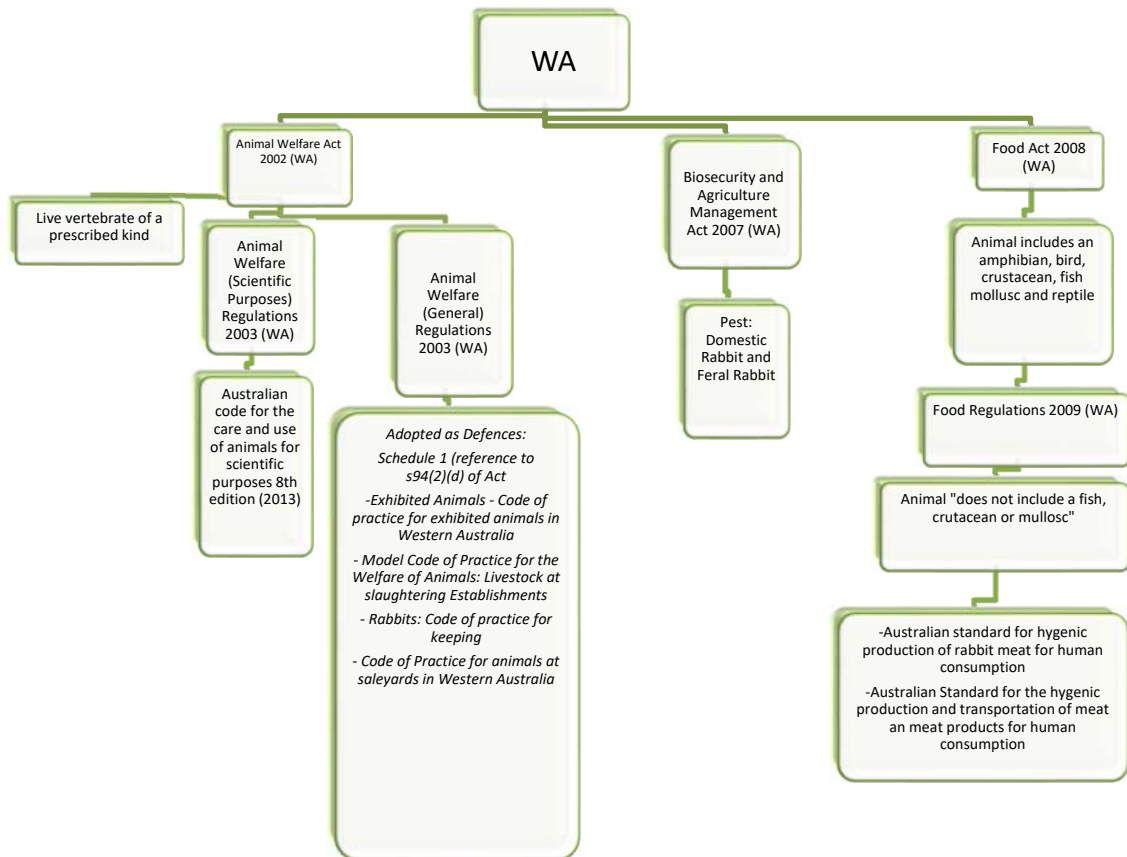 WA
Animal Welfare Act
2002 (WA)
Live vertebrate of a
prescribed kind
Animal
Welfare
(Scientific
Purposes)
Regulations
2003 (WA)
Australian
code for the
care and use
of animals for
scientific
purposes 8th
edition (2013)
Animal
Welfare
(General)
Regulations
2003 (WA)
Adopted as Defences:
Schedule 1 (reference to
s94(2)(d) of Act
-Exhibited Animals - Code of
practice for exhibited animals in
Western Australia
- Model Code of Practice for the
Welfare of Animals: Livestock at
slaughtering Establishments
- Rabbits: Code of practice for
keeping
- Code of Practice for animals at
saleyards in Western Australia
Biosecurity and
Agriculture
Management
Act 2007 (WA)
Pest:
Domestic
Rabbit and
Feral Rabbit
Food Act 2008
(WA)
Animal includes an
amphibian, bird,
crustacean, fish
mollusc and reptile
Food Regulations 2009 (WA)
Animal "does not include a fish,
crutacean or mullosc"
-Australian standard for hygenic
production of rabbit meat for human
consumption
-Australian Standard for the hygenic
production and transportation of meat
an meat products for human
consumption